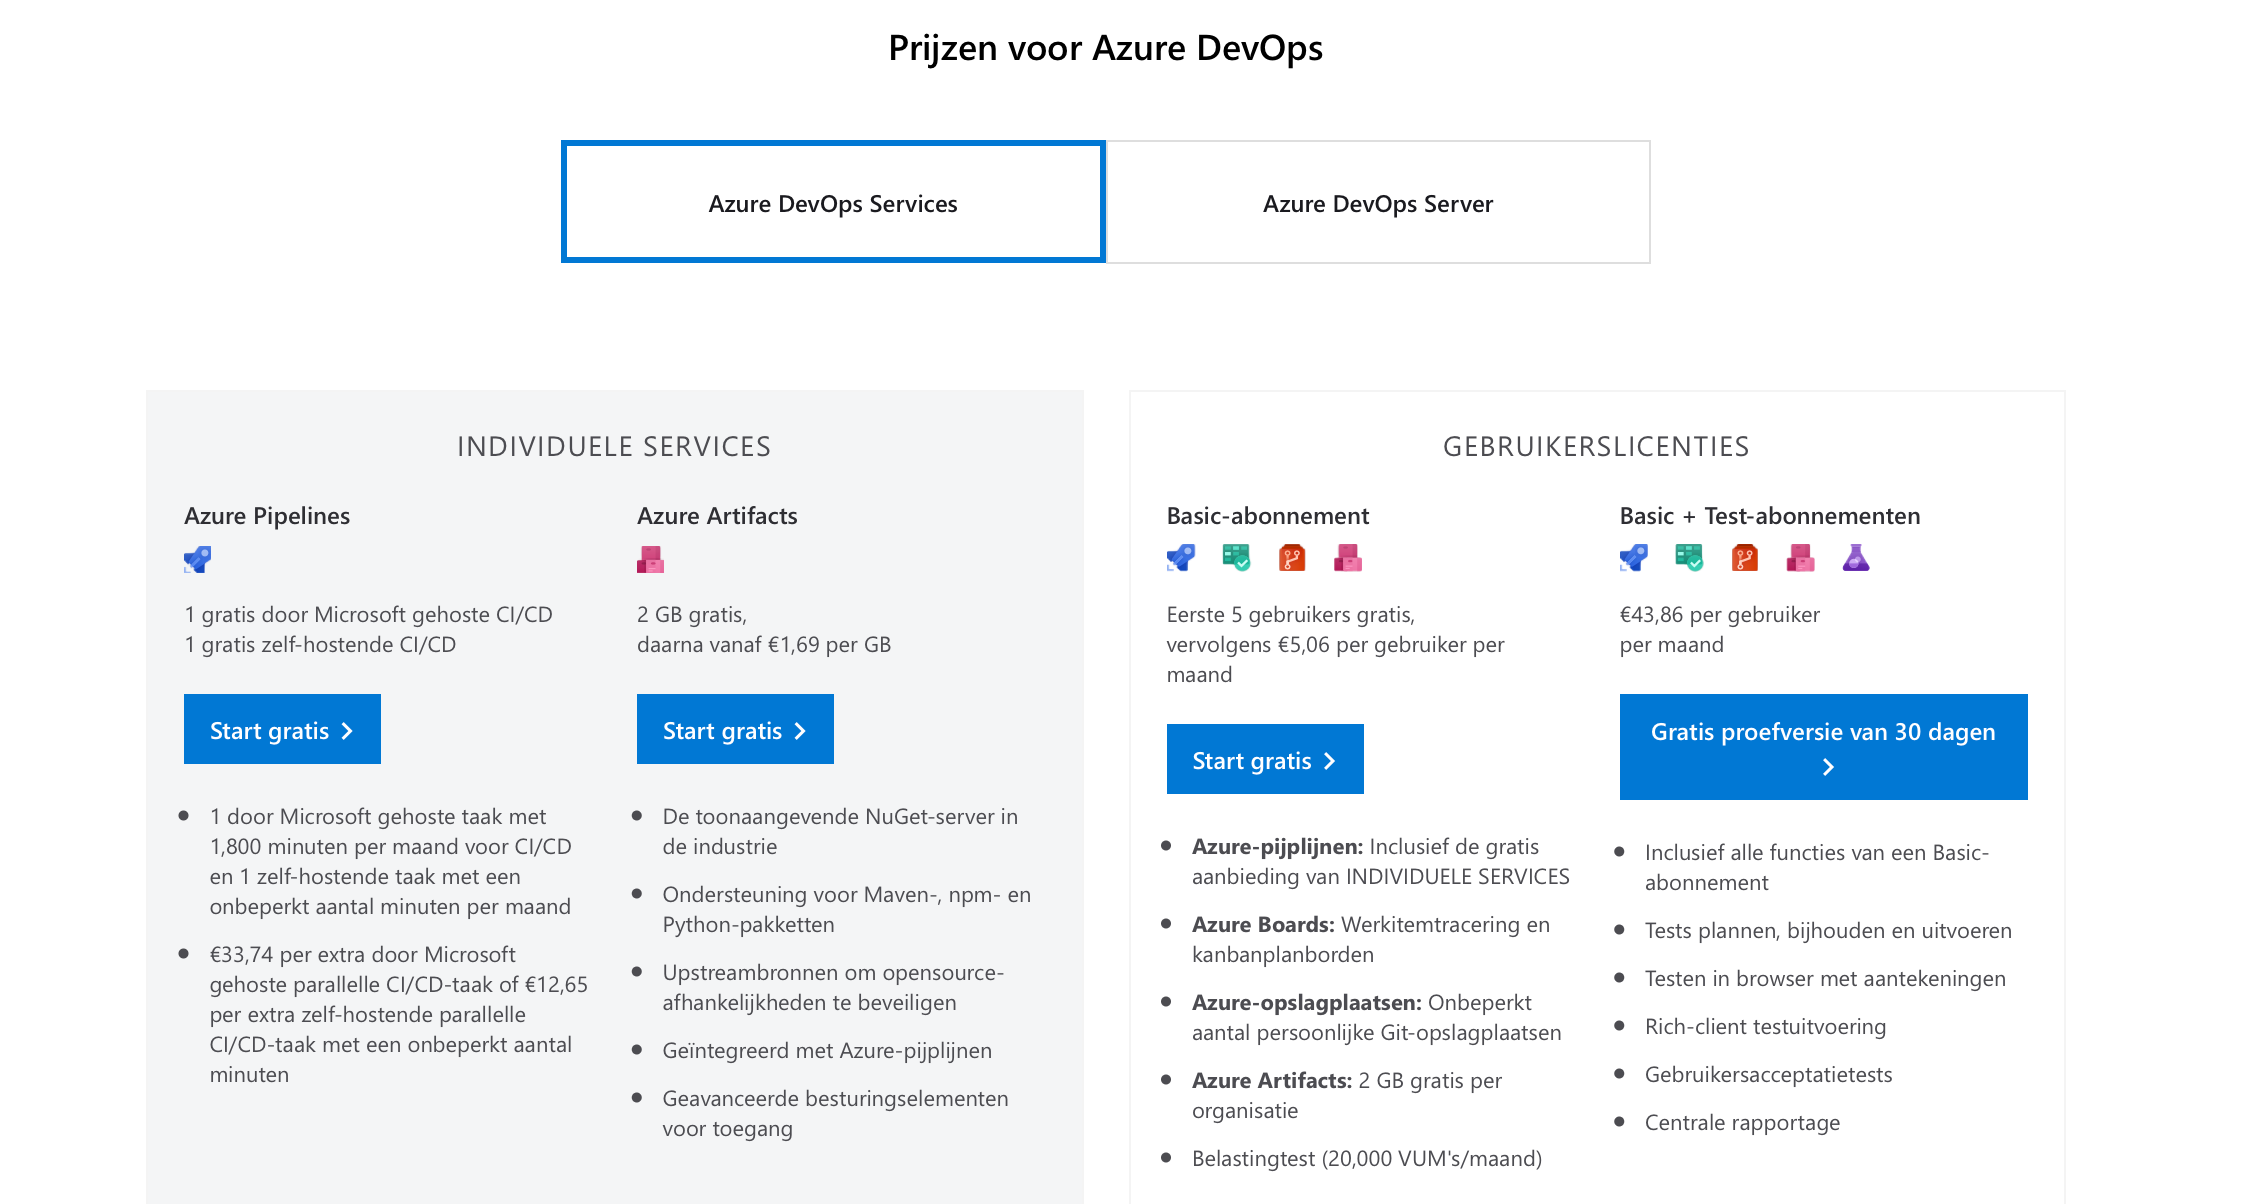 Prijzen voor Azure DevOps
Azure DevOps Services
Azure DevOps Server
INDIVIDUELE SERVICES
Azure Pipelines
1 gratis door Microsoft gehoste CI/CD
1 gratis zelf-hostende CI/CD
Start gratis
1 door Microsoft gehoste taak met
1,800 minuten per maand voor CI/CD
en 1 zelf-hostende taak met een
onbeperkt aantal minuten per maand
€33,74 per extra door Microsoft
gehoste parallelle CI/CD-taak of €12,65
per extra zelf-hostende parallelle
CI/CD-taak met een onbeperkt aantal
minuten
Azure Artifacts
2 GB gratis,
daarna vanaf €1,69 per GB
Start gratis
De toonaangevende NuGet-server in
de industrie
Ondersteuning voor Maven-, npm- en
Python-pakketten
Upstreambronnen om opensource-
afhankelijkheden te beveiligen
Geïntegreerd met Azure-pijplijnen
Geavanceerde besturingselementen
voor toegang
GEBRUIKERSLICENTIES
Basic-abonnement
Eerste 5 gebruikers gratis,
vervolgens €5,06 per gebruiker per
maand
Start gratis
Azure-pijplijnen: Inclusief de gratis
aanbieding van INDIVIDUELE SERVICES
Azure Boards: Werkitemtracering en
kanbanplanborden
Azure-opslagplaatsen: Onbeperkt
aantal persoonlijke Git-opslagplaatsen
Azure Artifacts: 2 GB gratis per
organisatie
Belastingtest (20,000 VUM's/maand)
Basic + Test-abonnementen
€43,86 per gebruiker
per maand
Gratis proefversie van 30 dagen
Inclusief alle functies van een Basic-
abonnement
Tests plannen, bijhouden en uitvoeren
Testen in browser met aantekeningen
Rich-client testuitvoering
Gebruikersacceptatietests
Centrale rapportage